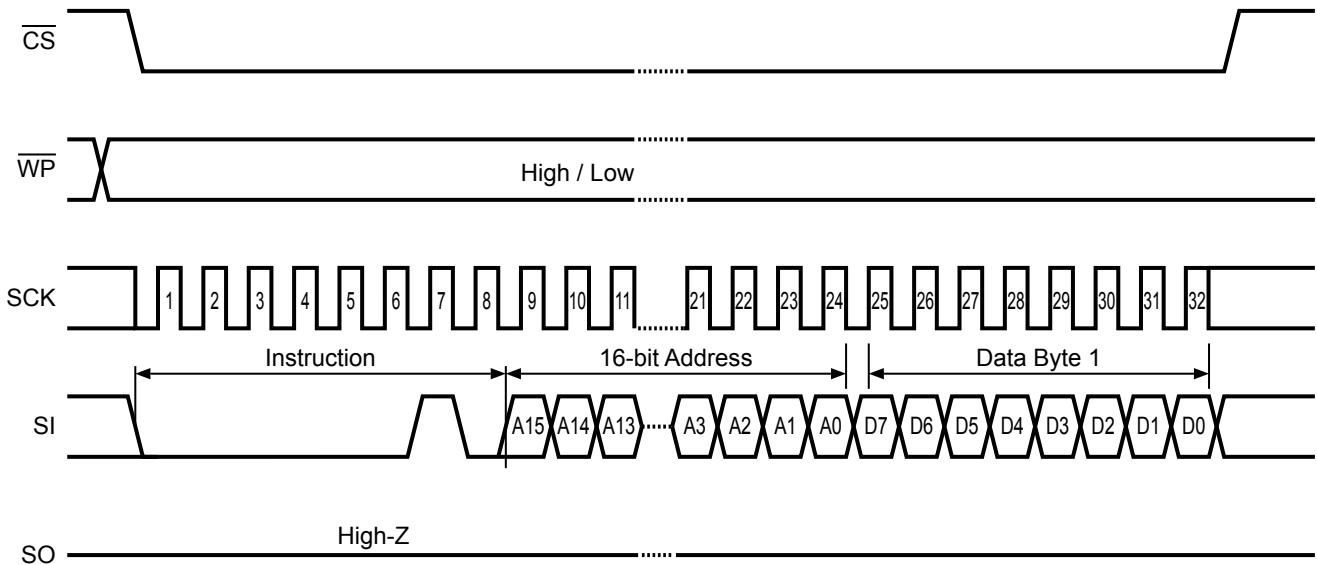 CS
WP
High / Low
SCK
1 2 3 4 5 6 7 8 9 10 11 21 22 23 24 25 26 27 28 29 30 31 32
Instruction 16-bit Address Data Byte 1
SI
A15 A14 A13 A3 A2 A1 A0 D7 D6 D5 D4 D3 D2 D1 D0
High-Z
SO